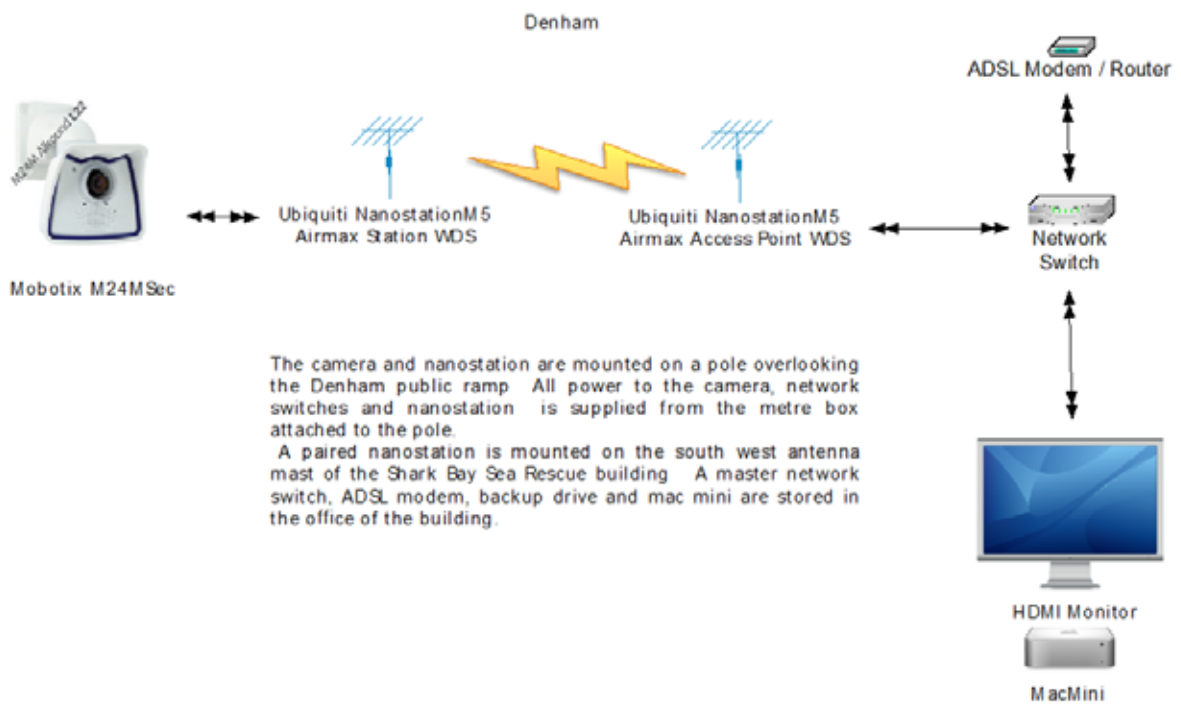 Denham
ADSL Modem / Router
M24M Allround L22
Ubiquiti NanostationM5
Airmax Station WDS
Ubiquiti NanostationM5
Airmax Access Point WDS
Network
Switch
Mobotix M24MSec
The camera and nanostation are mounted on a pole overlooking
the Denham public ramp All power to the camera, network
switches and nanostation is supplied from the metre box
attached to the pole.
A paired nanostation is mounted on the south west antenna
mast of the Shark Bay Sea Rescue building A master network
switch, ADSL modem, backup drive and mac mini are stored in
the office of the building.
HDMI Monitor
MacMini